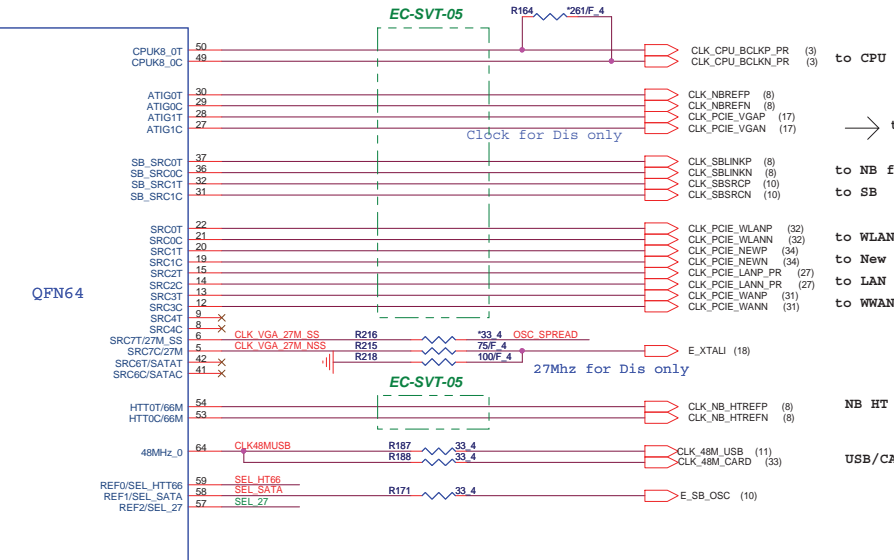 EC-SVT-05
R164 *261/F_4
CPUK8_0T 50 CLK_CPU_BCLKP_PR (3)
CPUK8_0C 49 CLK_CPU_BCLKN_PR (3)
to CPU
ATIG0T 30 CLK_NBREFP (8)
ATIG0C 29 CLK_NBREFN (8)
ATIG1T 28 CLK_PCIE_VGAP (17)
ATIG1C 27 CLK_PCIE_VGAN (17)
Clock for Dis only
SB_SRC0T 37 CLK_SBLINKP (8)
SB_SRC0C 36 CLK_SBLINKN (8)
to NB f
SB_SRC1T 32 CLK_SBSRCP (10)
SB_SRC1C 31 CLK_SBSRCN (10)
to SB
SRC0T 22 CLK_PCIE_WLANP (32)
SRC0C 21 CLK_PCIE_WLANN (32)
to WLAN
SRC1T 20 CLK_PCIE_NEWP (34)
SRC1C 19 CLK_PCIE_NEWN (34)
to New
SRC2T 15 CLK_PCIE_LANP_PR (27)
SRC2C 14 CLK_PCIE_LANN_PR (27)
to LAN
QFN64
SRC3T 13 CLK_PCIE_WANP (31)
SRC3C 12 CLK_PCIE_WANN (31)
to WWAN
SRC4T 9
SRC4C 8
SRC7T/27M_SS 6 CLK_VGA_27M_SS R216 *33_4 OSC_SPREAD
SRC7C/27M 5 CLK_VGA_27M_NSS R215 75/F_4 E_XTALI (18)
SRC6T/SATAT 42 R218 100/F_4
SRC6C/SATAC 41
27Mhz for Dis only
EC-SVT-05
HTT0T/66M 54 CLK_NB_HTREFP (8)
HTT0C/66M 53 CLK_NB_HTREFN (8)
NB HT
48MHz_0 64 CLK48MUSB R187 33_4 CLK_48M_USB (11)
R188 33_4 CLK_48M_CARD (33)
USB/CA
REF0/SEL_HTT66 59 SEL_HT66
REF1/SEL_SATA 58 SEL_SATA R171 33_4 E_SB_OSC (10)
REF2/SEL_27 57 SEL_27